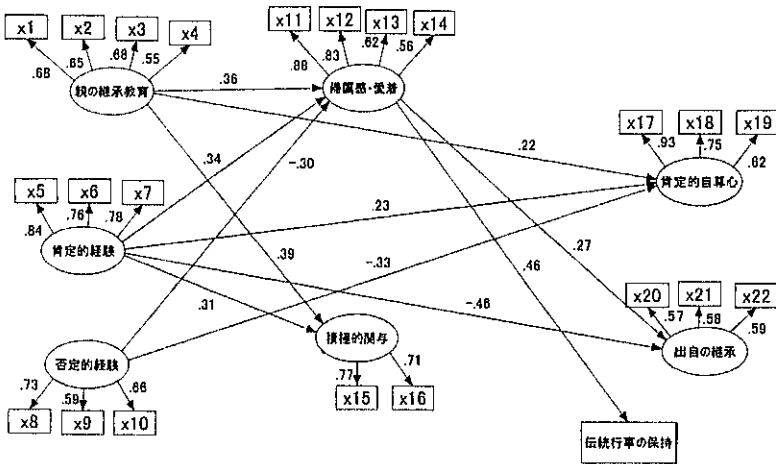 x1 x2 x3 x4
.68 .65 .68 .55
親の継承教育
x11 x12 x13 x14
.88 .83 .62 .56
帰属感・愛着
.36
.34
-.30
.22
x17 x18 x19
.93 .75 .62
肯定的自尊心
x5 x6 x7
.84 .76 .78
肯定的経験
.23
.39
-.33
.27
.46
.31
-.46
x20 x21 x22
.57 .58 .59
出自の継承
否定的経験
.73 .59 .66
x8 x9 x10
積極的関与
.77 .71
x15 x16
伝統行事の保持